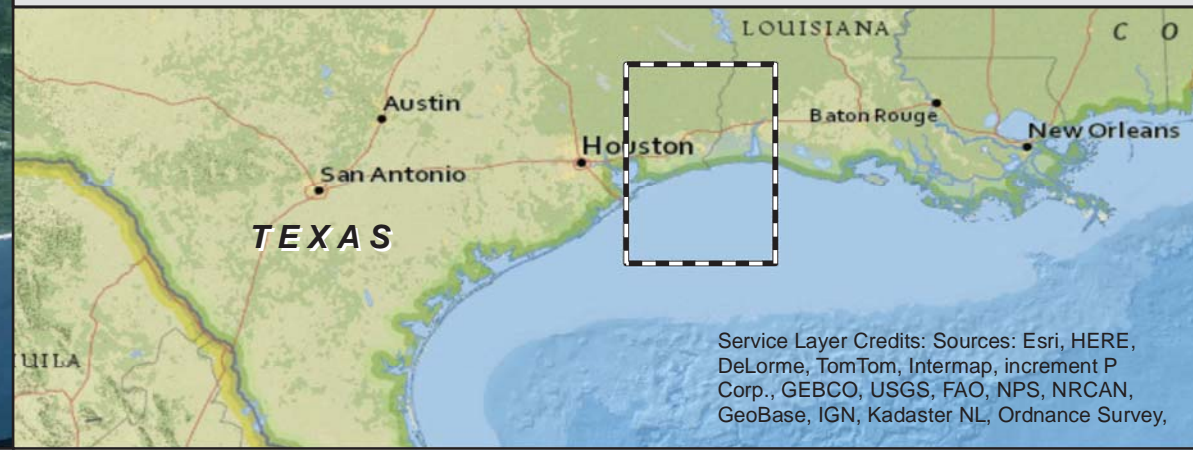 LOUISIANA
C O
Austin
Baton Rouge
Houston
New Orleans
San Antonio
TEXAS
UILA
Service Layer Credits: Sources: Esri, HERE,
DeLorme, TomTom, Intermap, increment P
Corp., GEBCO, USGS, FAO, NPS, NRCAN,
GeoBase, IGN, Kadaster NL, Ordnance Survey,